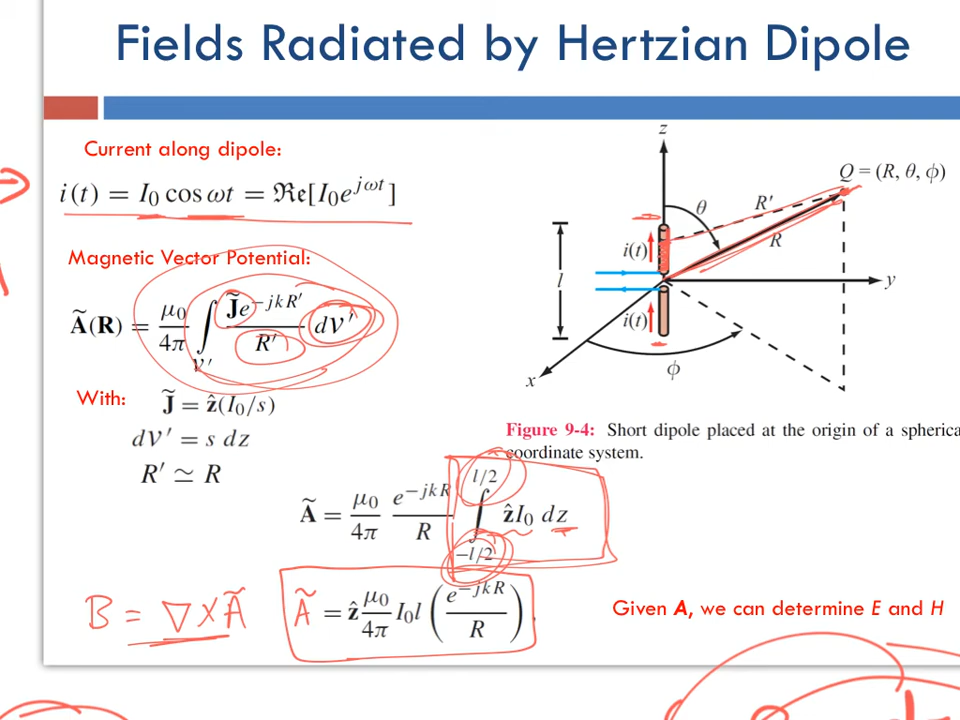 Fields Radiated by Hertzian Dipole
Current along dipole:
i(t) = I₀ cos ωt = ℜe[I₀e^{jωt}]
Magnetic Vector Potential:
Ã(R) = μ₀/4π ∫_{V′} J̃e^{−jkR′}/R′ dV′
With: J̃ = ẑ(I₀/s)
dV′ = s dz
R′ ≃ R
Ã = μ₀/4π e^{−jkR}/R ∫_{−l/2}^{l/2} ẑI₀ dz
B = ∇×Ã
Ã = ẑ μ₀/4π I₀l (e^{−jkR}/R)
z
Q = (R, θ, ϕ)
θ
R′
R
i(t)
l
y
i(t)
ϕ
x
Figure 9-4: Short dipole placed at the origin of a spherica
coordinate system.
Given A, we can determine E and H